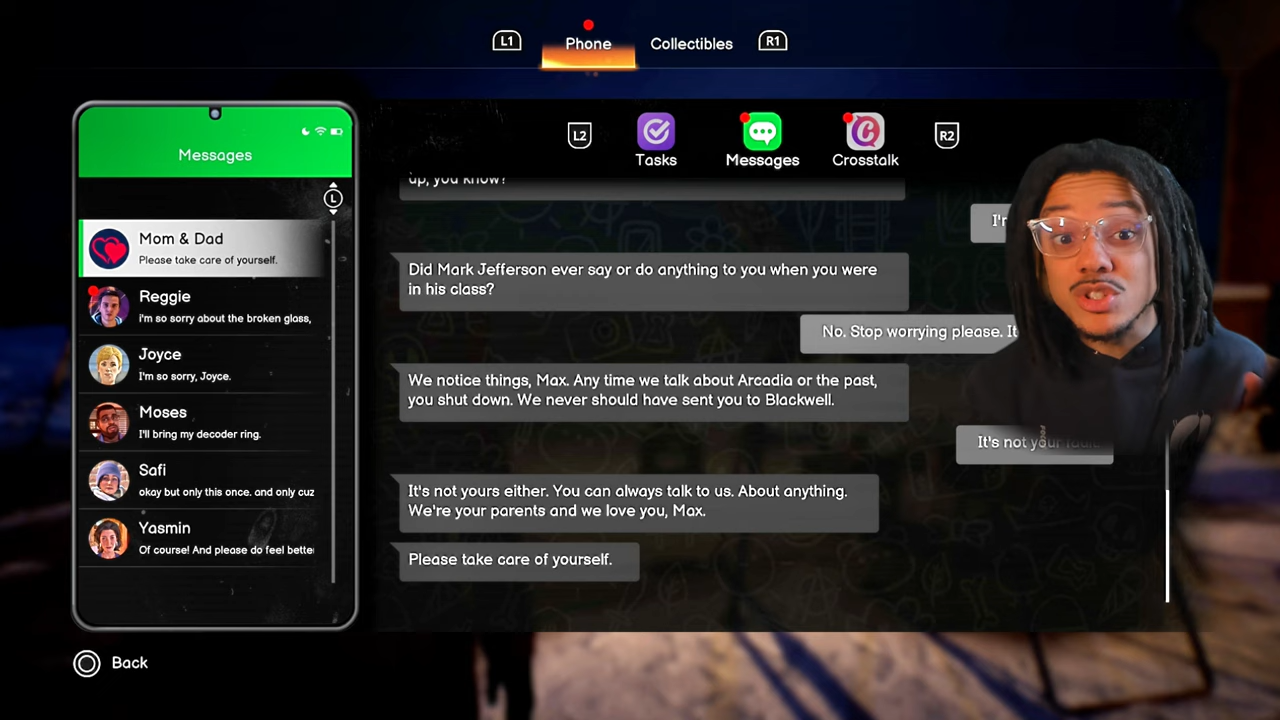 L1
Phone
Collectibles
R1
Messages
L
Mom & Dad
Please take care of yourself.
Reggie
I'm so sorry about the broken glass,
Joyce
I'm so sorry, Joyce.
Moses
I'll bring my decoder ring.
Safi
okay but only this once. and only cuz
Yasmin
Of course! And please do feel bette
L2
Tasks
Messages
Crosstalk
R2
up, you know?
Did Mark Jefferson ever say or do anything to you when you were
in his class?
No. Stop worrying please. It
We notice things, Max. Any time we talk about Arcadia or the past,
you shut down. We never should have sent you to Blackwell.
It's not your
It's not yours either. You can always talk to us. About anything.
We're your parents and we love you, Max.
Please take care of yourself.
Back